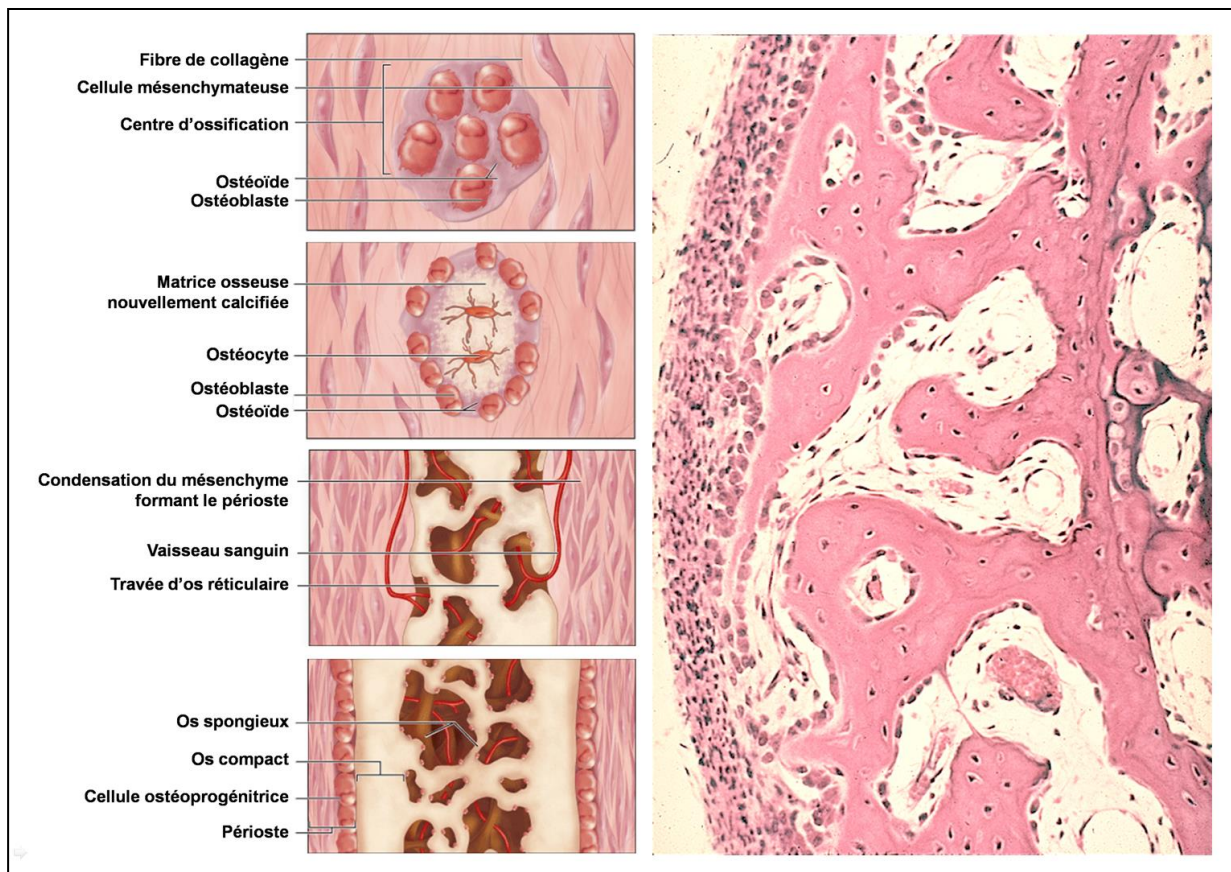 Fibre de collagène
Cellule mésenchymateuse
Centre d'ossification
Ostéoïde
Ostéoblaste
Matrice osseuse
nouvellement calcifiée
Ostéocyte
Ostéoblaste
Ostéoïde
Condensation du mésenchyme
formant le périoste
Vaisseau sanguin
Travée d'os réticulaire
Os spongieux
Os compact
Cellule ostéoprogénitrice
Périoste